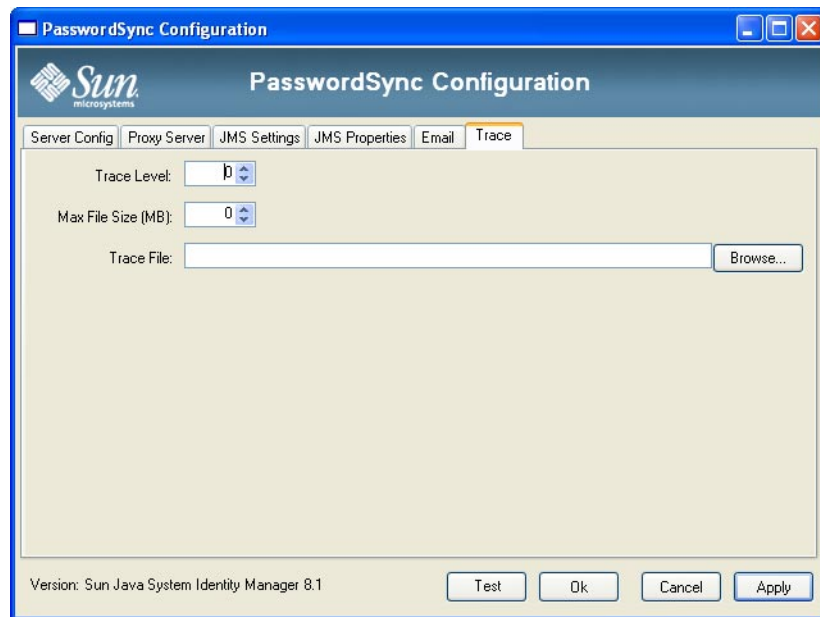 PasswordSync Configuration
Sun
microsystems
PasswordSync Configuration
Server Config Proxy Server JMS Settings JMS Properties Email Trace
Trace Level: 0
Max File Size (MB): 0
Trace File: Browse...
Version: Sun Java System Identity Manager 8.1 Test Ok Cancel Apply